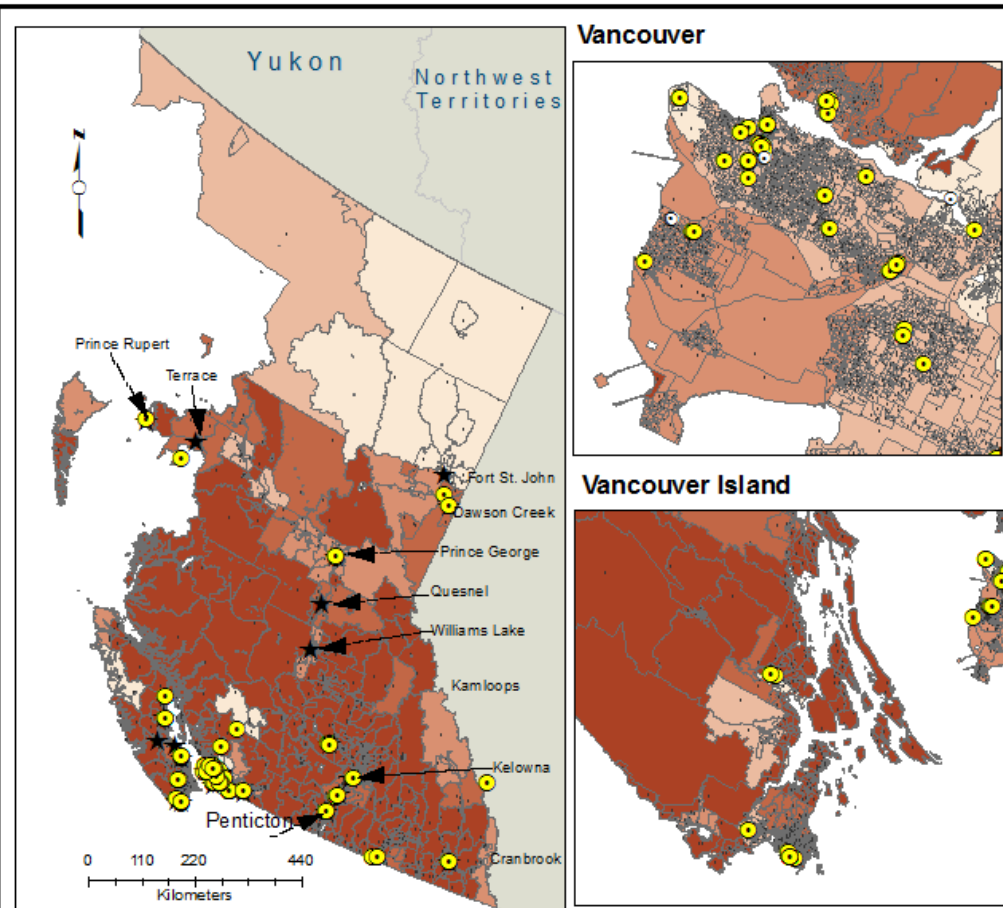 Vancouver
Yukon
Northwest
Territories
N
Prince Rupert
Terrace
Fort St. John
Dawson Creek
Prince George
Quesnel
Williams Lake
Kamloops
Kelowna
Penticton
Cranbrook
0 110 220 440
Kilometers
Vancouver Island